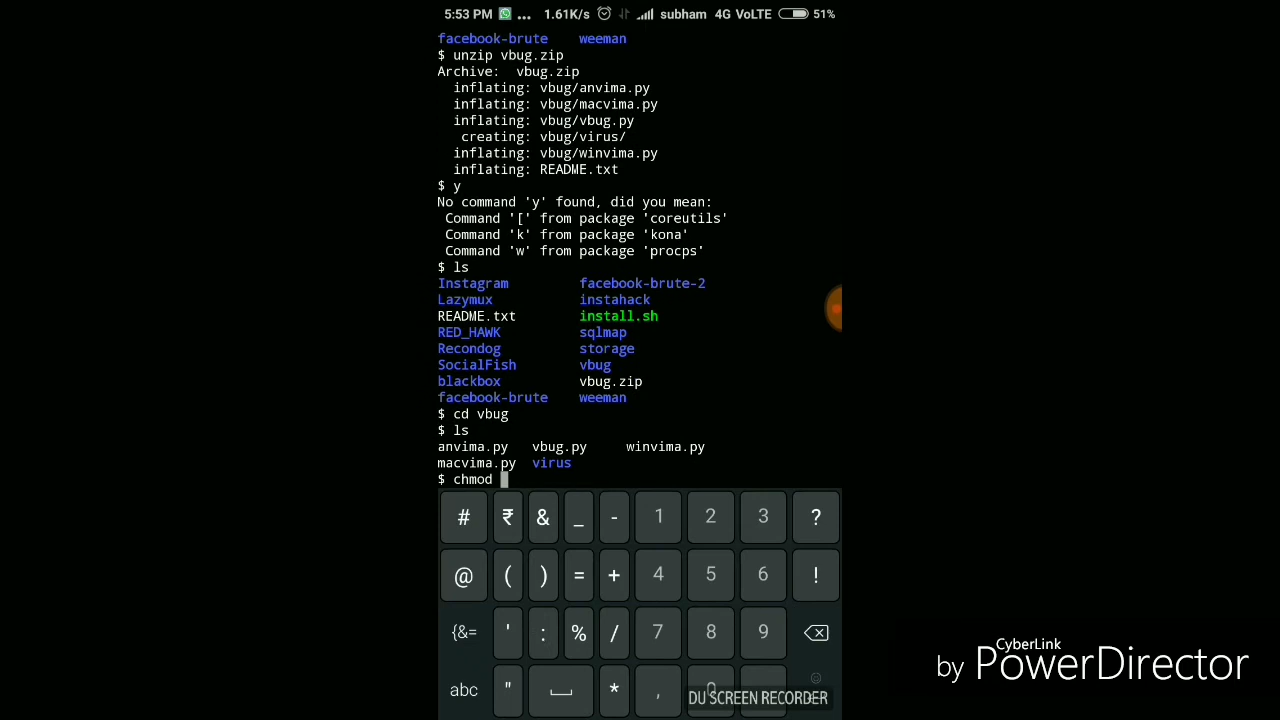 5:53 PM ... 1.61K/s subham 4G VoLTE 51%
facebook-brute weeman
$ unzip vbug.zip
Archive: vbug.zip
inflating: vbug/anvima.py
inflating: vbug/macvima.py
inflating: vbug/vbug.py
creating: vbug/virus/
inflating: vbug/winvima.py
inflating: README.txt
$ y
No command 'y' found, did you mean:
Command '[' from package 'coreutils'
Command 'k' from package 'kona'
Command 'w' from package 'procps'
$ ls
Instagram facebook-brute-2
Lazymux instahack
README.txt install.sh
RED_HAWK sqlmap
Recondog storage
SocialFish vbug
blackbox vbug.zip
facebook-brute weeman
$ cd vbug
$ ls
anvima.py vbug.py winvima.py
macvima.py virus
$ chmod
# ₹ & _ - 1 2 3 ?
@ ( ) = + 4 5 6 !
{&= ' : % / 7 8 9
abc " * , 0
DU SCREEN RECORDER
CyberLink
by PowerDirector